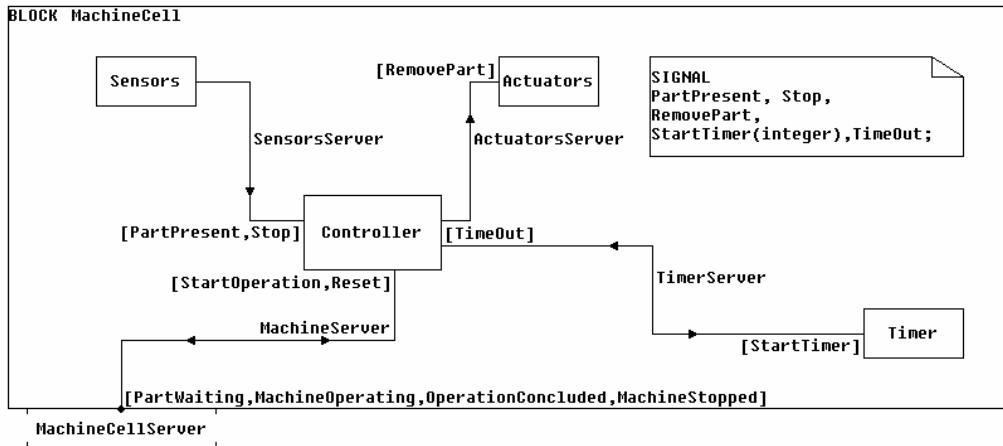 BLOCK MachineCell
Sensors
[RemovePart]
Actuators
SIGNAL
PartPresent, Stop,
RemovePart,
StartTimer(integer),TimeOut;
SensorsServer
ActuatorsServer
[PartPresent,Stop]
Controller
[TimeOut]
[StartOperation,Reset]
TimerServer
MachineServer
Timer
[StartTimer]
[PartWaiting,MachineOperating,OperationConcluded,MachineStopped]
MachineCellServer